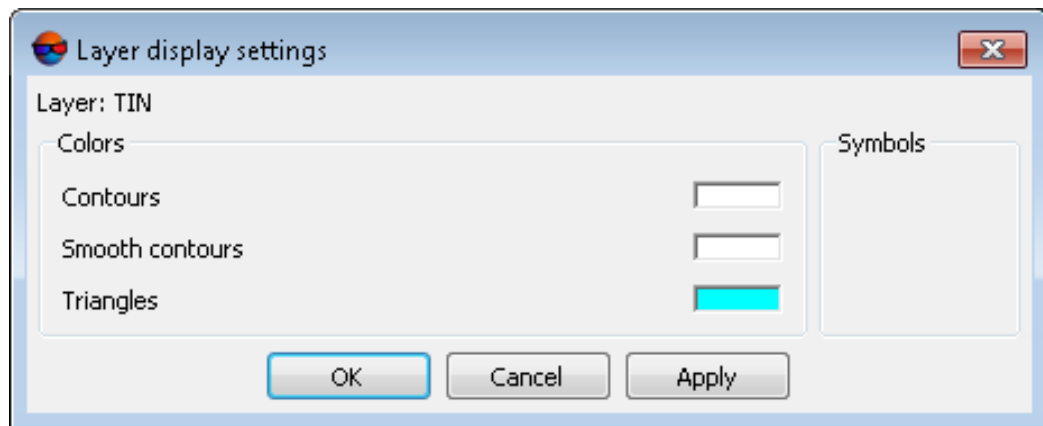 Layer display settings
Layer: TIN
Colors
Symbols
Contours
Smooth contours
Triangles
OK
Cancel
Apply